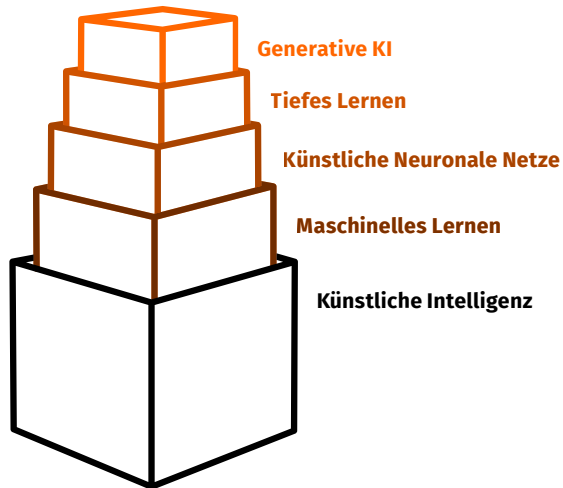 Generative KI
Tiefes Lernen
Künstliche Neuronale Netze
Maschinelles Lernen
Künstliche Intelligenz